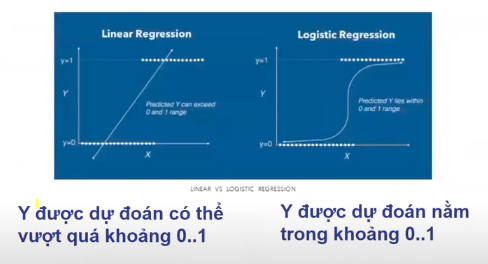 Linear Regression
y=1
Y
Predicted Y can exceed
0 and 1 range
y=0
X
Logistic Regression
y=1
Y
Predicted Y lies within
0 and 1 range
y=0
X
LINEAR VS LOGISTIC REGRESSION
Y được dự đoán có thể
vượt quá khoảng 0..1
Y được dự đoán nằm
trong khoảng 0..1